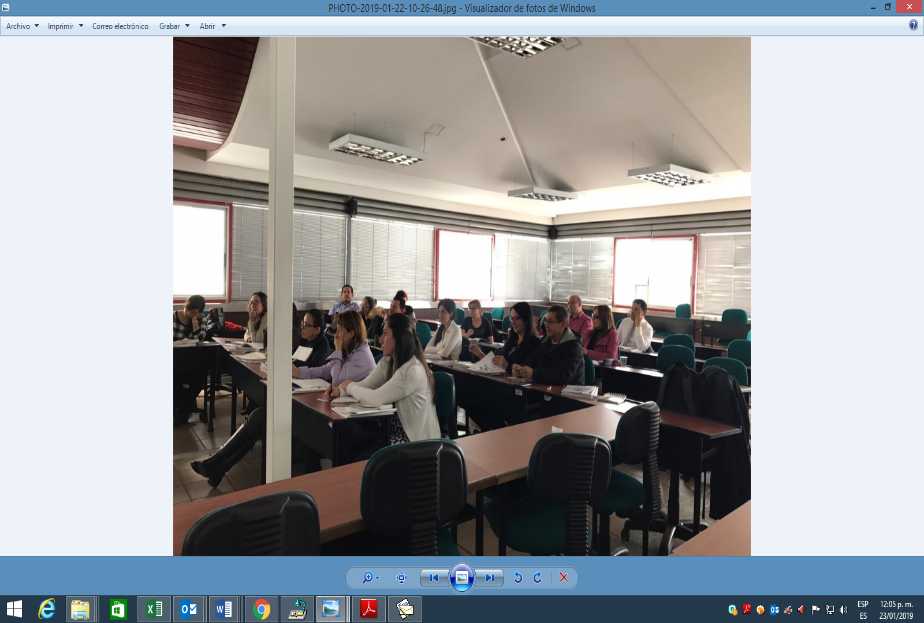 PHOTO-2019-01-22-10-26-48.jpg - Visualizador de fotos de Windows
Archivo Imprimir Correo electrónico Grabar Abrir
ESP 12:05 p. m.
ES 23/01/2019